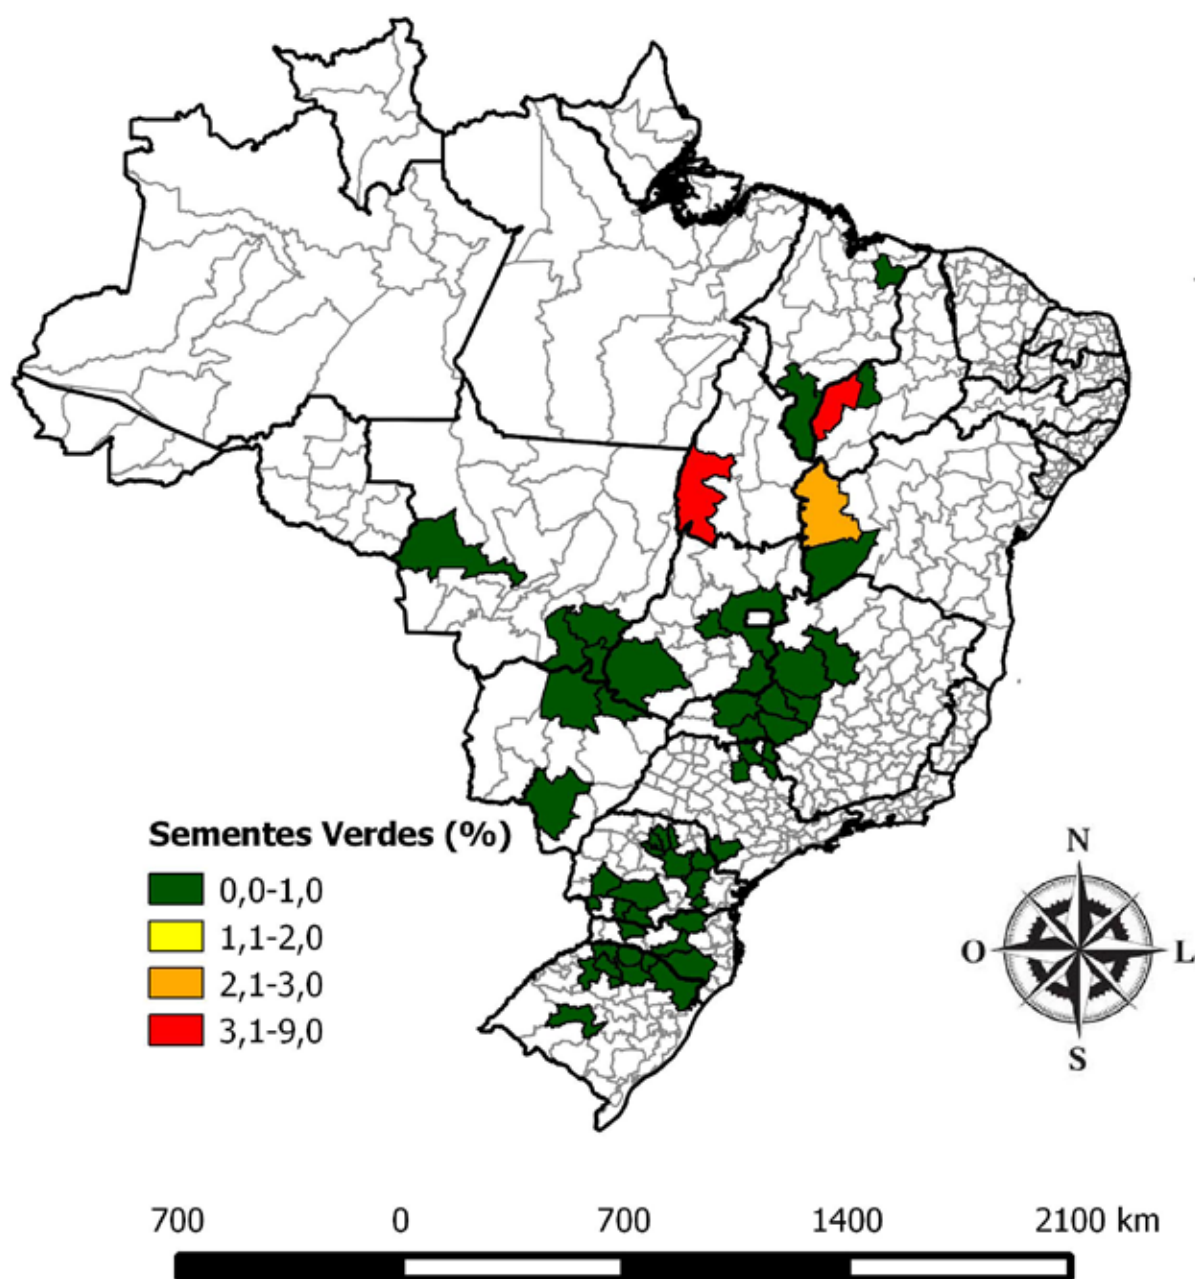 Sementes Verdes (%)
0,0-1,0
1,1-2,0
2,1-3,0
3,1-9,0
N
O
L
S
700 0 700 1400 2100 km